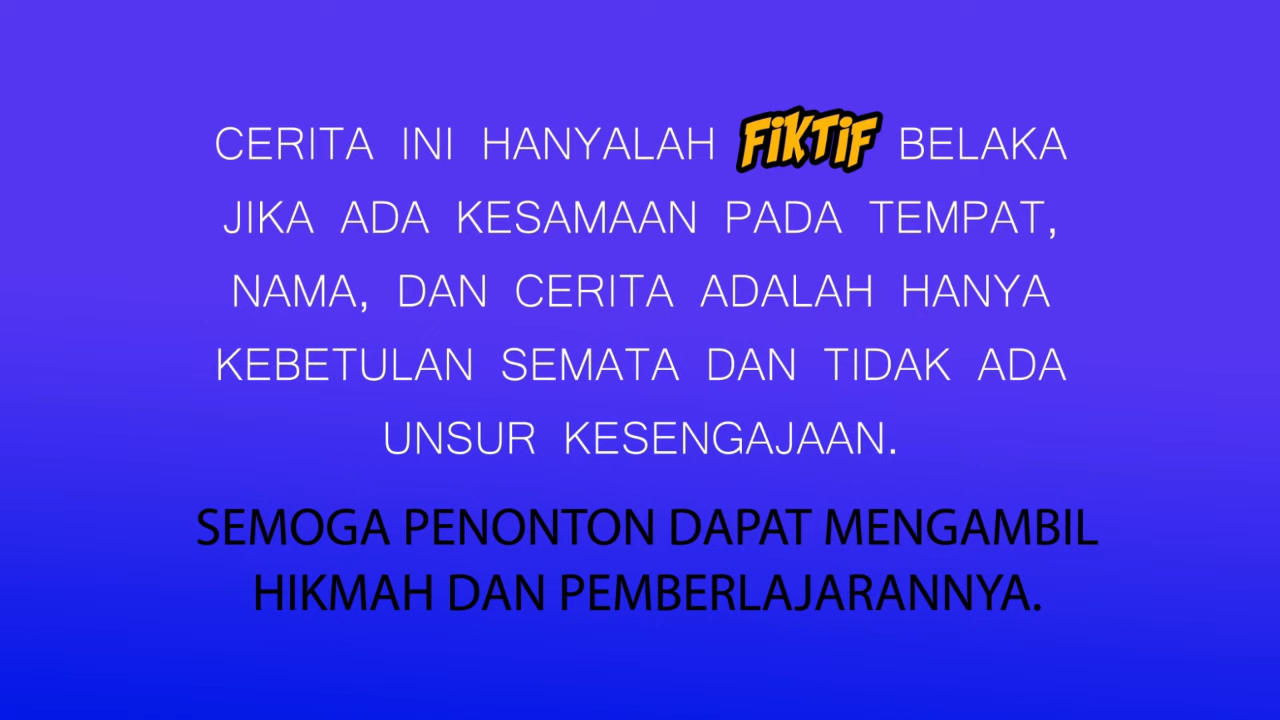 CERITA INI HANYALAH FIKTIF BELAKA
JIKA ADA KESAMAAN PADA TEMPAT,
NAMA, DAN CERITA ADALAH HANYA
KEBETULAN SEMATA DAN TIDAK ADA
UNSUR KESENGAJAAN.
SEMOGA PENONTON DAPAT MENGAMBIL
HIKMAH DAN PEMBERLAJARANNYA.